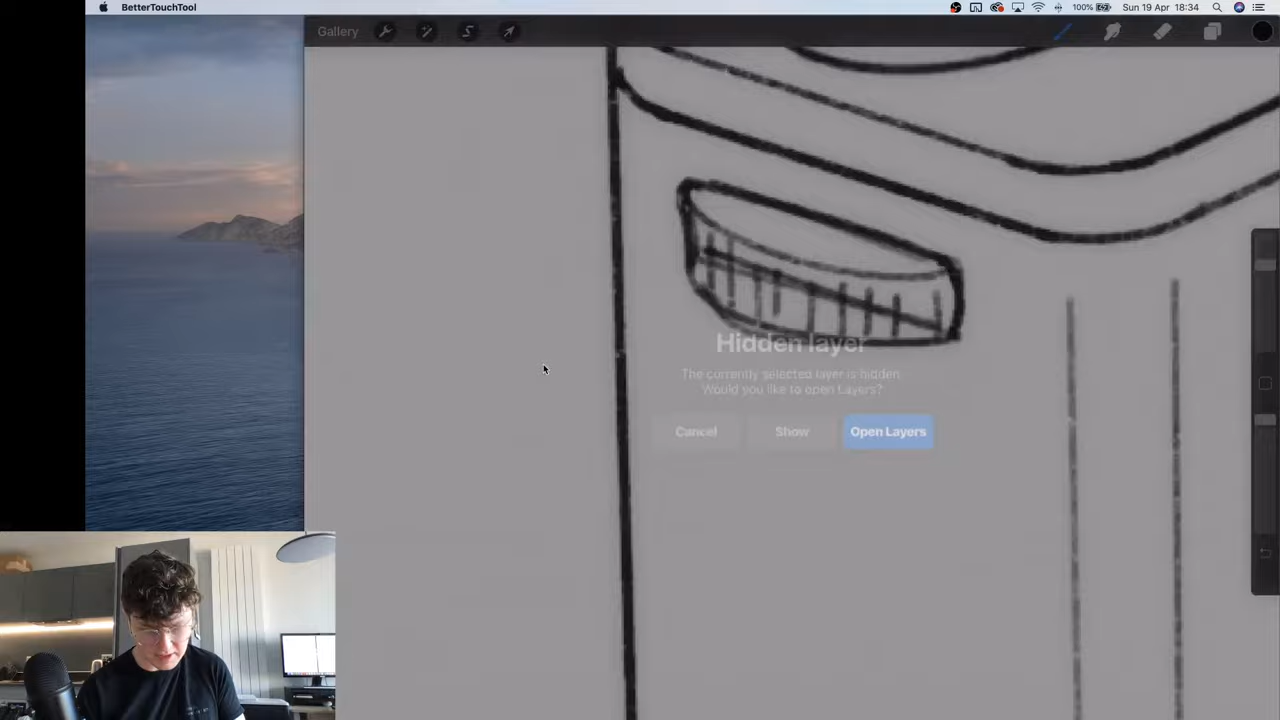 BetterTouchTool
100%
Sun 19 Apr 18:34
Gallery
Hidden layer
The currently selected layer is hidden.
Would you like to open Layers?
Cancel
Show
Open Layers